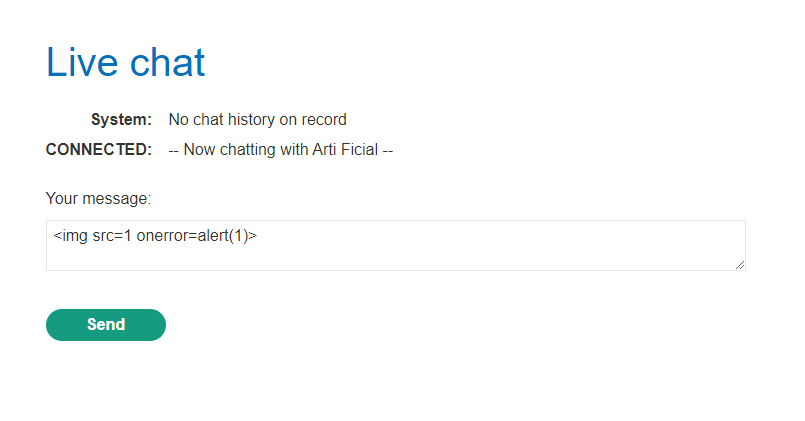 Live chat
System: No chat history on record
CONNECTED: -- Now chatting with Arti Ficial --
Your message:
<img src=1 onerror=alert(1)>
Send